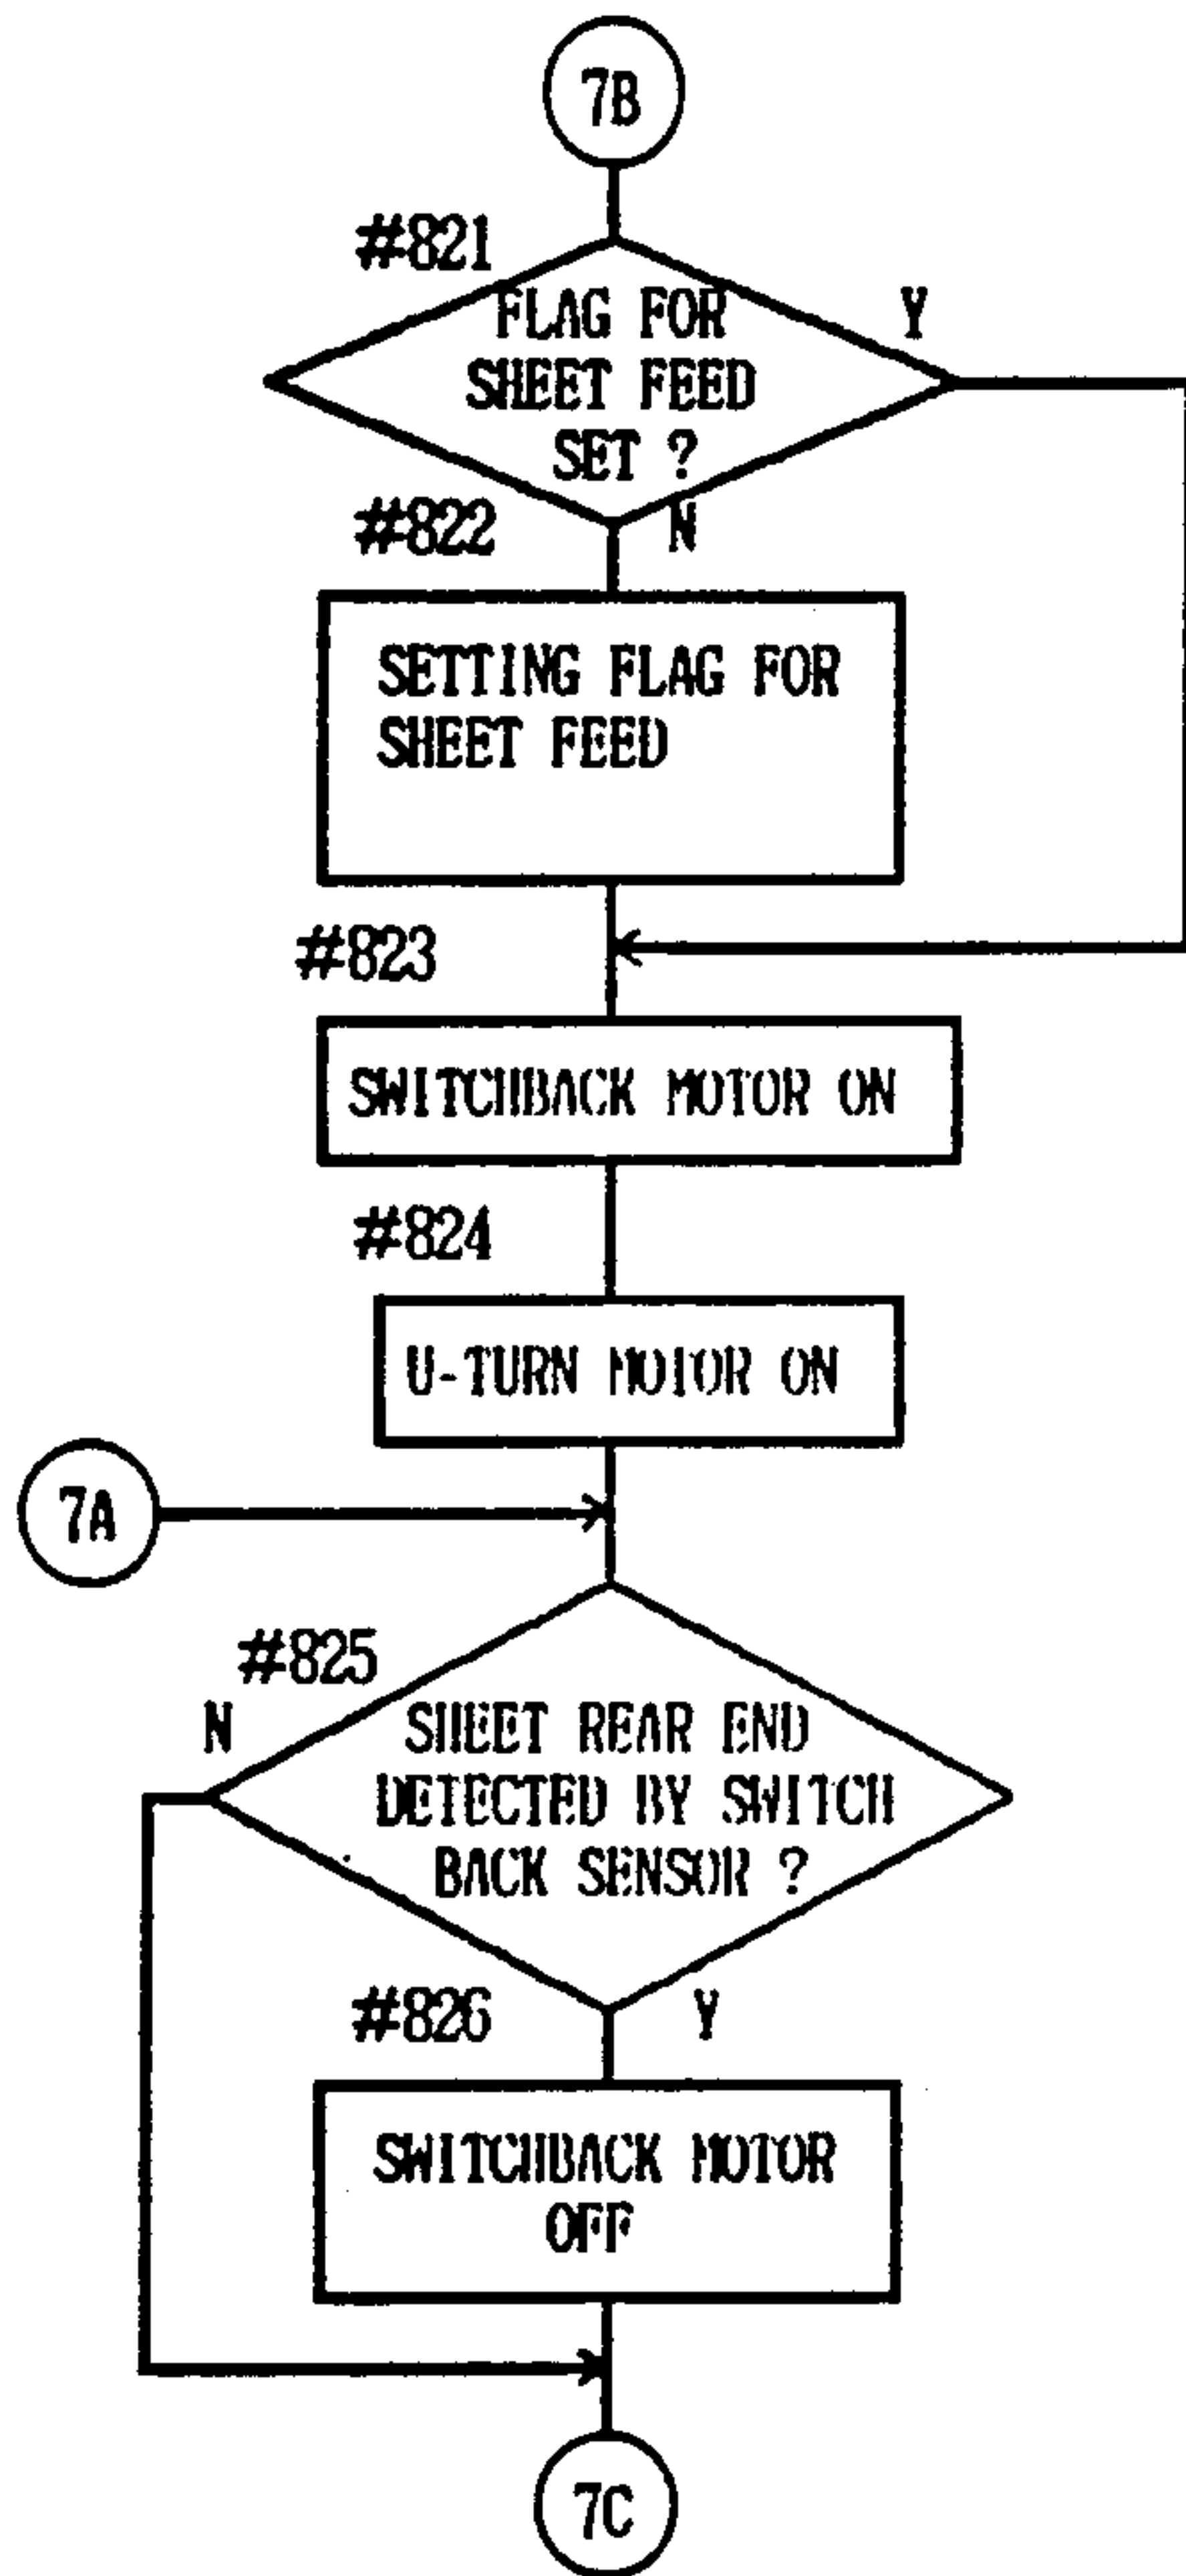 7B
#821
FLAG FOR
Y
SHEET FEED
SET ?
#822
N
SETTING FLAG FOR
SHEET FEED
#823
SWITCHBACK MOTOR ON
#824
U-TURN MOTOR ON
7A
#825
N
SHEET REAR END
DETECTED BY SWITCH
BACK SENSOR ?
#826
Y
SWITCHBACK MOTOR
OFF
7C